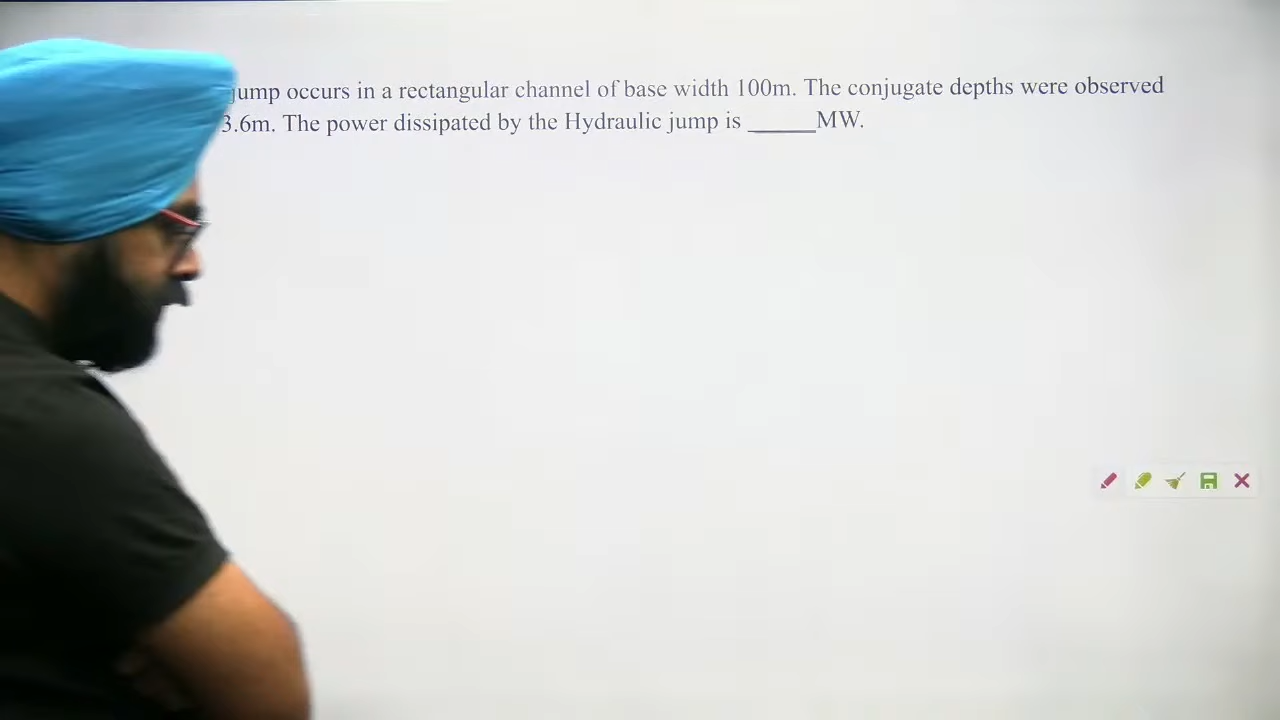 jump occurs in a rectangular channel of base width 100m. The conjugate depths were observed
3.6m. The power dissipated by the Hydraulic jump is ______MW.